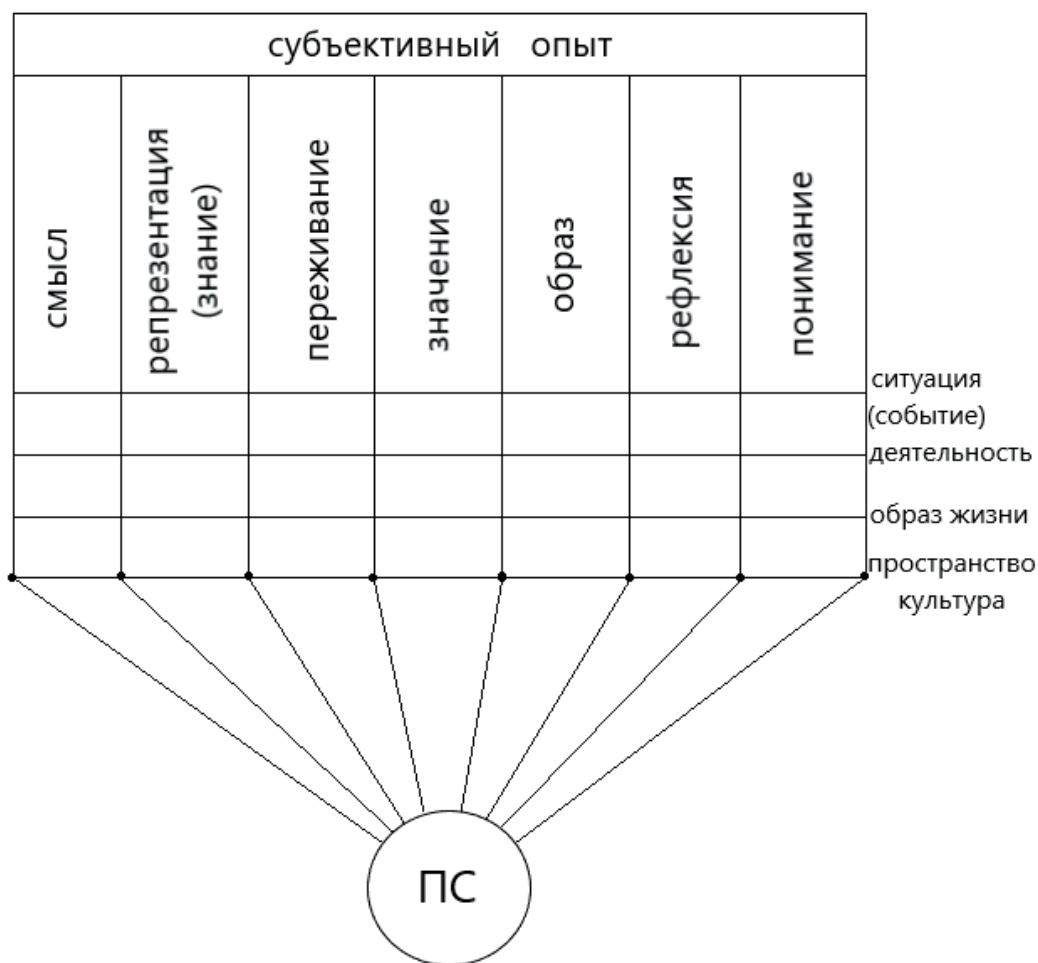 субъективный опыт
смысл
репрезентация
(знание)
переживание
значение
образ
рефлексия
понимание
ситуация
(событие)
деятельность
образ жизни
пространство
культура
ПС